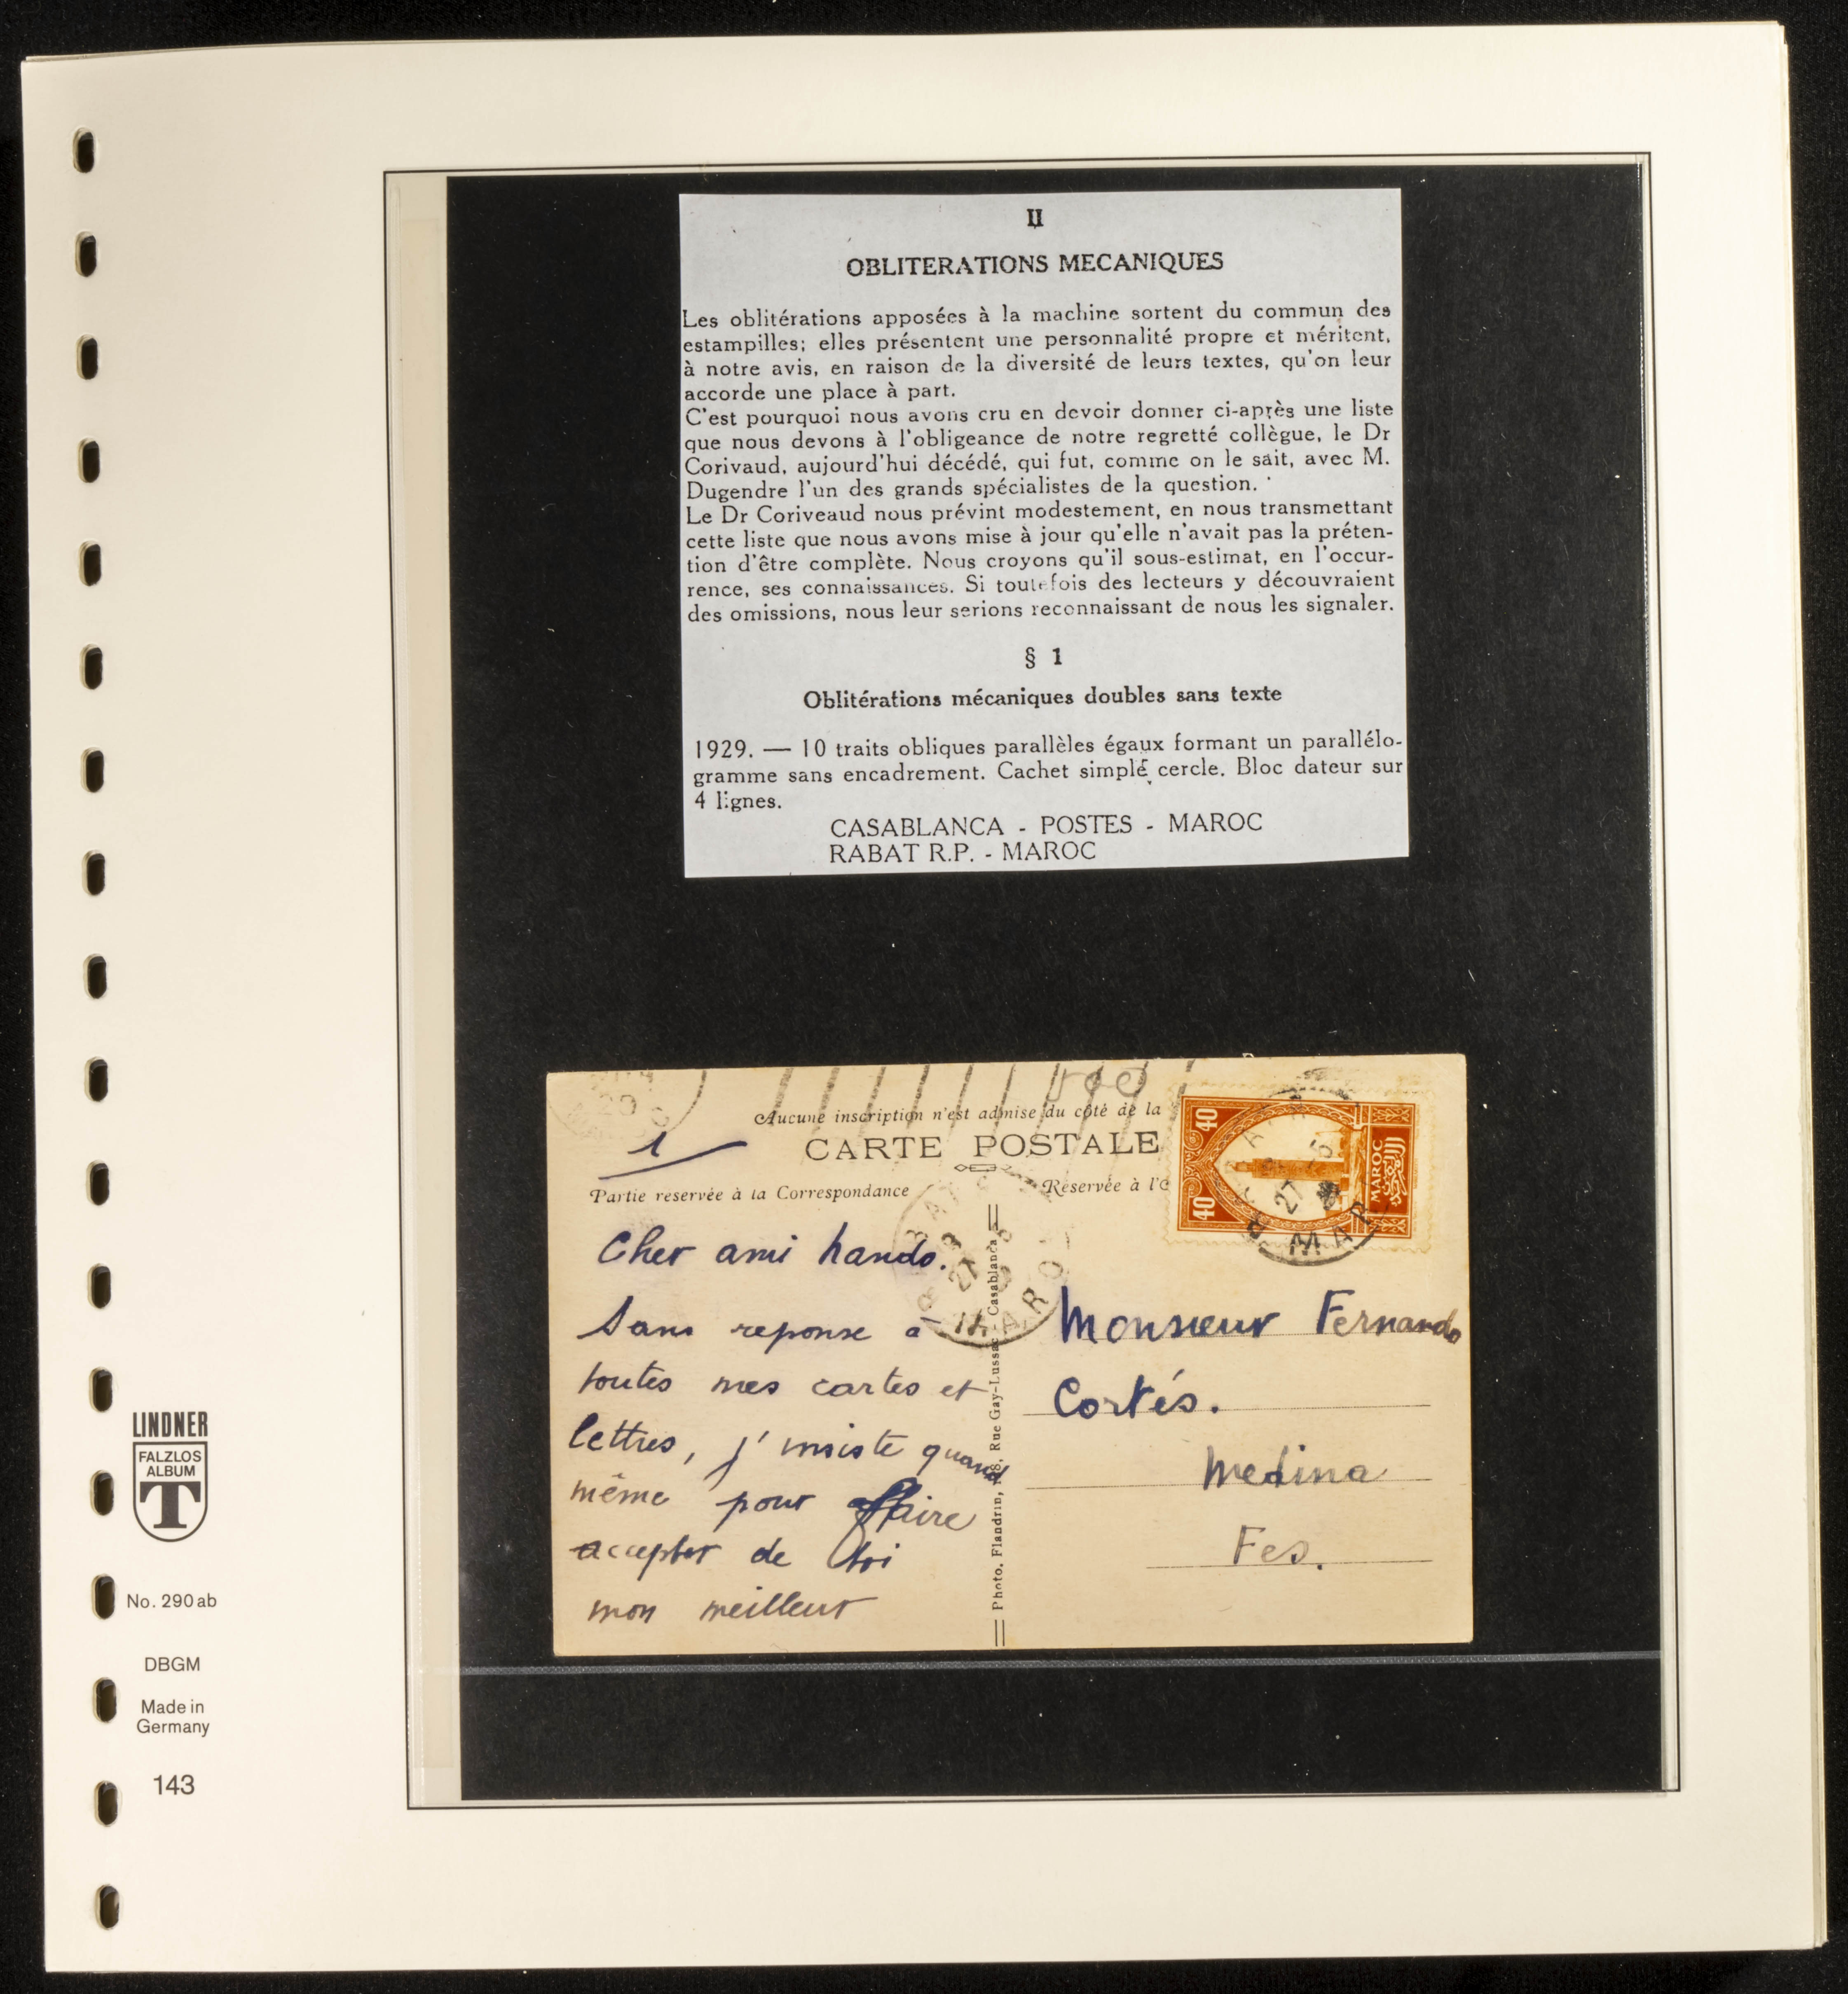 II
OBLITERATIONS MECANIQUES
Les oblitérations apposées à la machine sortent du commun des
estampilles; elles présentent une personnalité propre et méritent,
à notre avis, en raison de la diversité de leurs textes, qu'on leur
accorde une place à part.
C'est pourquoi nous avons cru en devoir donner ci-après une liste
que nous devons à l'obligeance de notre regretté collègue, le Dr
Corivaud, aujourd'hui décédé, qui fut, comme on le sait, avec M.
Dugendre l'un des grands spécialistes de la question.
Le Dr Coriveaud nous prévint modestement, en nous transmettant
cette liste que nous avons mise à jour qu'elle n'avait pas la préten-
tion d'être complète. Nous croyons qu'il sous-estimat, en l'occur-
rence, ses connaissances. Si toutefois des lecteurs y découvraient
des omissions, nous leur serions reconnaissant de nous les signaler.
§ 1
Oblitérations mécaniques doubles sans texte
1929. — 10 traits obliques parallèles égaux formant un parallélo-
gramme sans encadrement. Cachet simple cercle. Bloc dateur sur
4 lignes.
CASABLANCA - POSTES - MAROC
RABAT R.P. - MAROC
Aucune inscription n'est admise du côté de la
CARTE POSTALE
Partie réservée à la Correspondance
Réservée à l'
40
40
MAROC
1
Cher ami hando.
Sans reponse à
toutes mes cartes et
lettres, j'insiste quand
même pour faire
accepter de toi
mon meilleur
Photo. Flandrin, Rue Gay-Lussac - Casablanca
27
MAROC
27
MAR
Monsieur Fernando
Cortés.
Medina
Fes.
LINDNER
FALZLOS
ALBUM
T
No. 290ab
DBGM
Made in
Germany
143